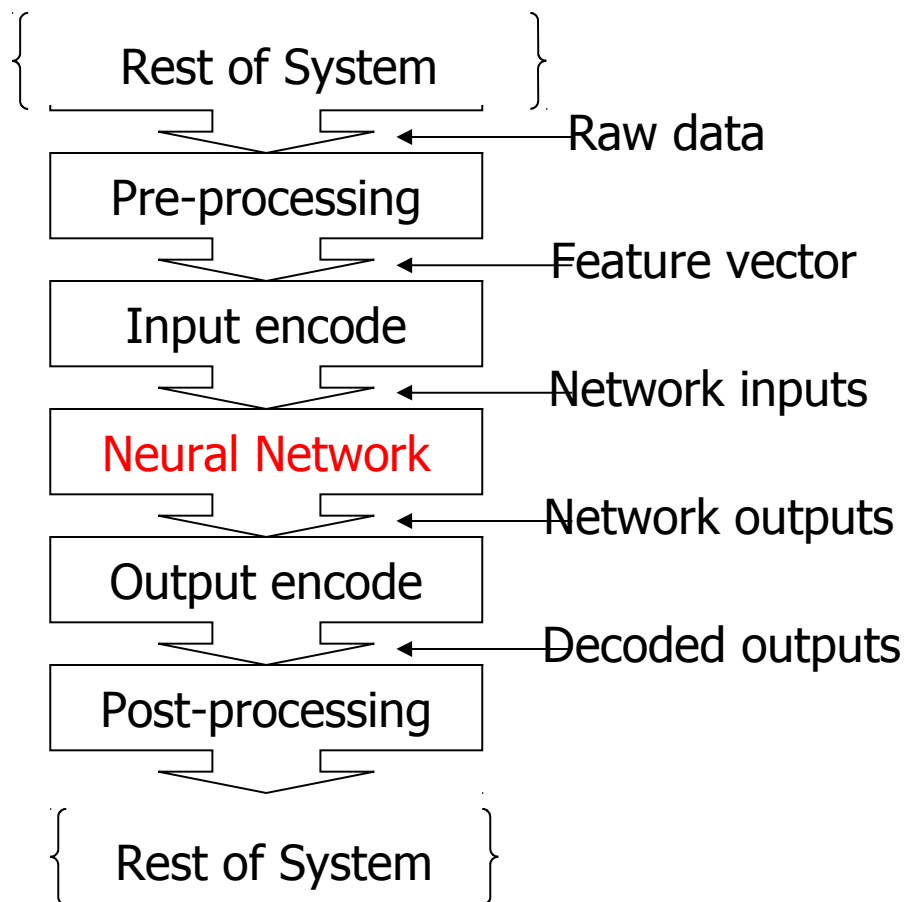 Rest of System
Raw data
Pre-processing
Feature vector
Input encode
Network inputs
Neural Network
Network outputs
Output encode
Decoded outputs
Post-processing
Rest of System